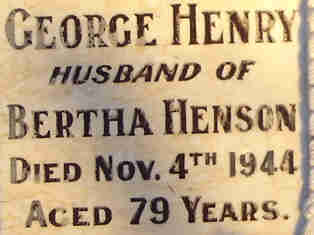 GEORGE HENRY
HUSBAND OF
BERTHA HENSON
DIED NOV. 4TH 1944
AGED 79 YEARS.